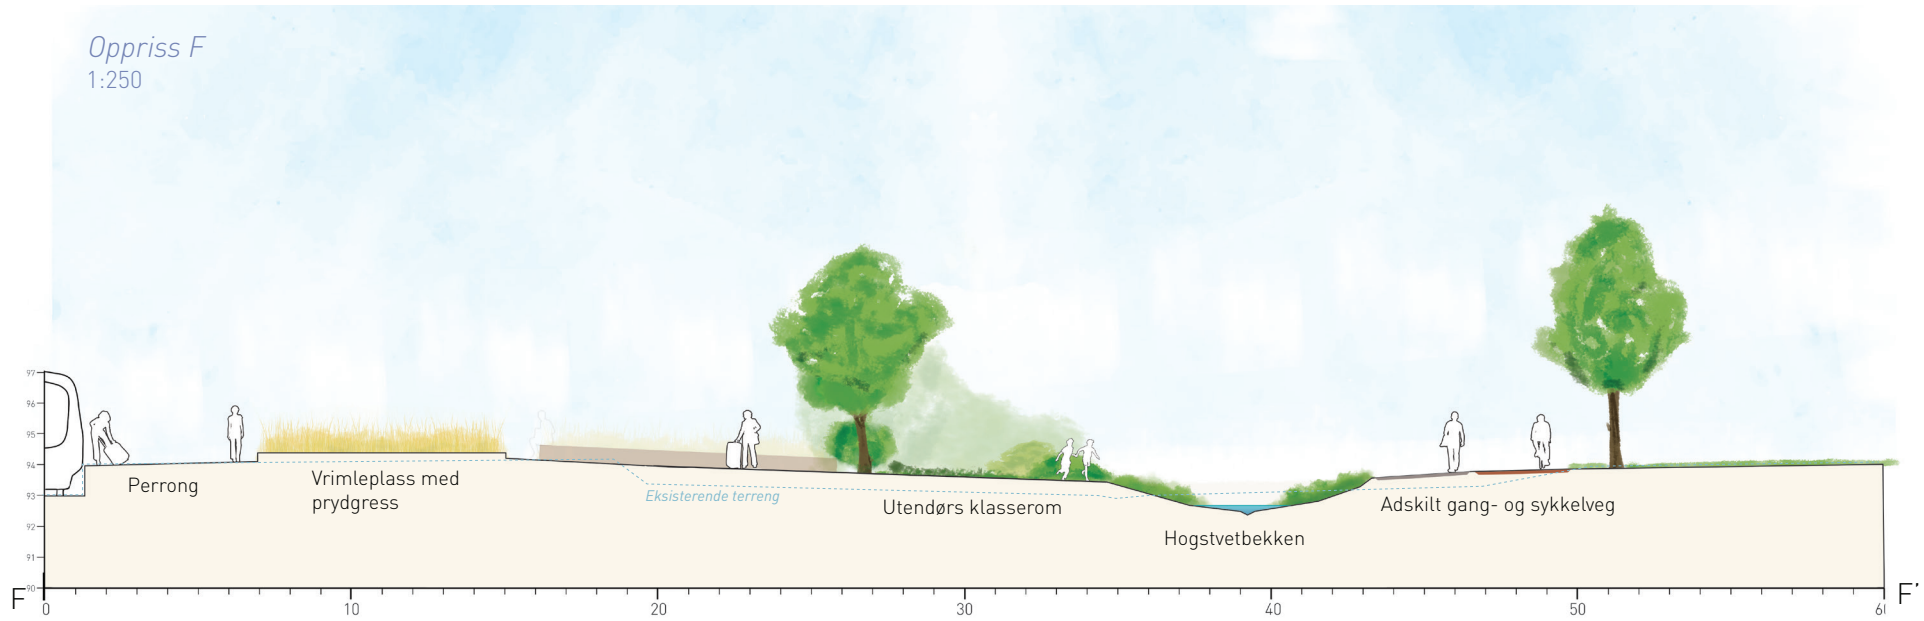 Oppriss F
1:250
97
96
95
94
93
92
91
90
Perrong
Vrimleplass med
prydgress
Eksisterende terreng
Utendørs klasserom
Hogstvetbekken
Adskilt gang- og sykkelveg
F
F'
0 10 20 30 40 50 60